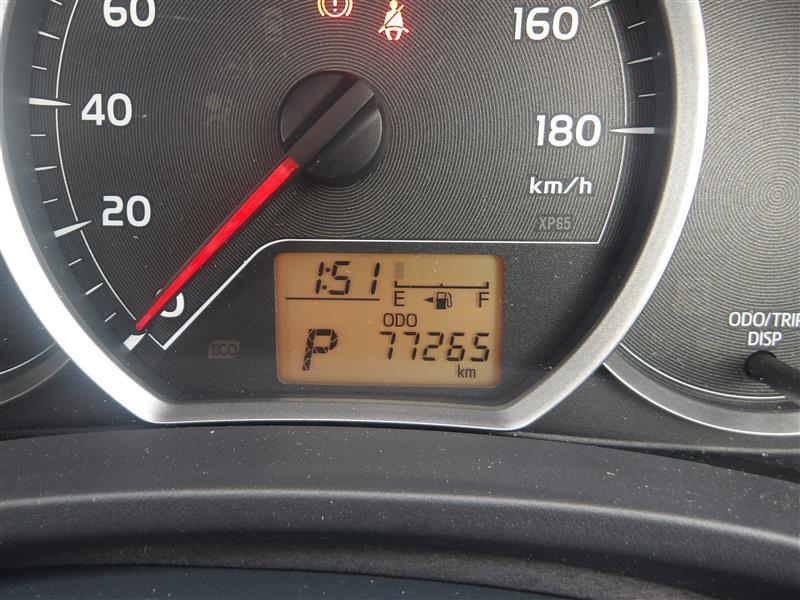 60
160
40
180
km/h
20
XP65
0
1:51
E F
ODO
ODO/TRIP
DISP
ECO
P 77265
km